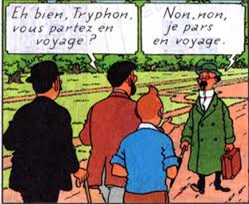 Eh bien, Tryphon,
vous partez en
voyage ?
Non, non,
je pars
en voyage.